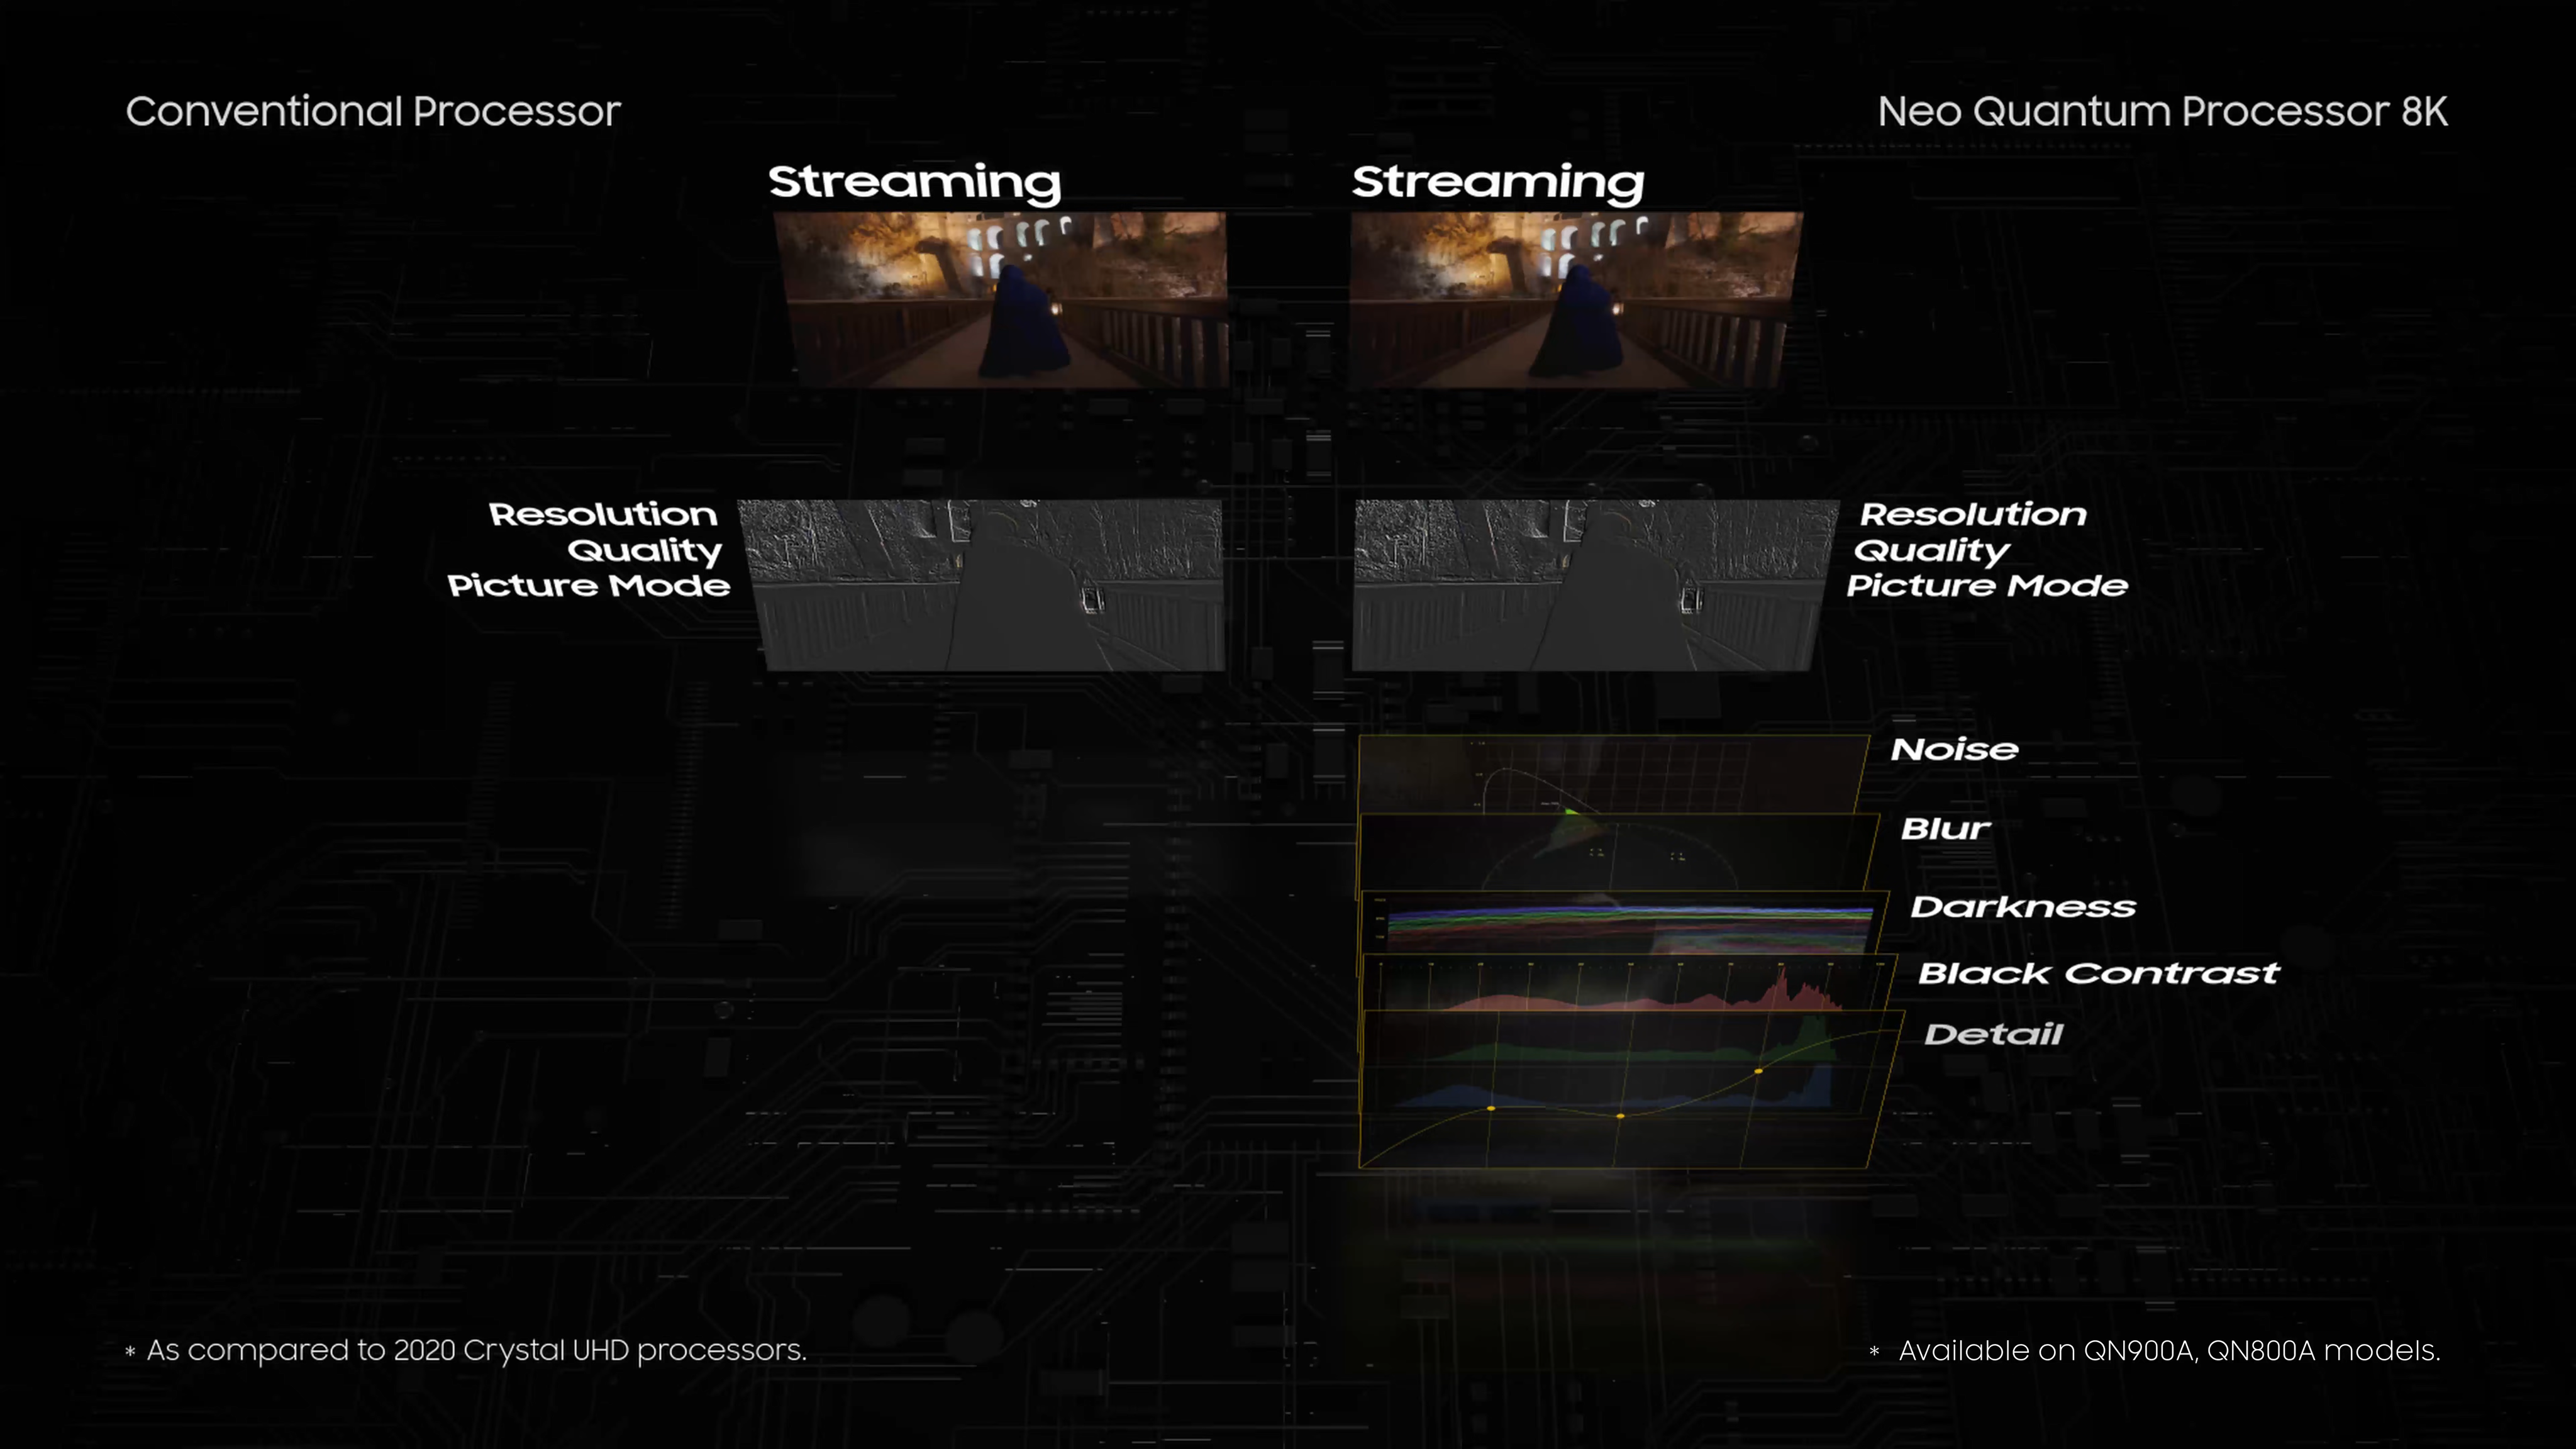 Conventional Processor
Neo Quantum Processor 8K
Streaming
Streaming
Resolution
Quality
Picture Mode
Resolution
Quality
Picture Mode
Noise
Blur
Darkness
Black Contrast
Detail
* As compared to 2020 Crystal UHD processors.
* Available on QN900A, QN800A models.